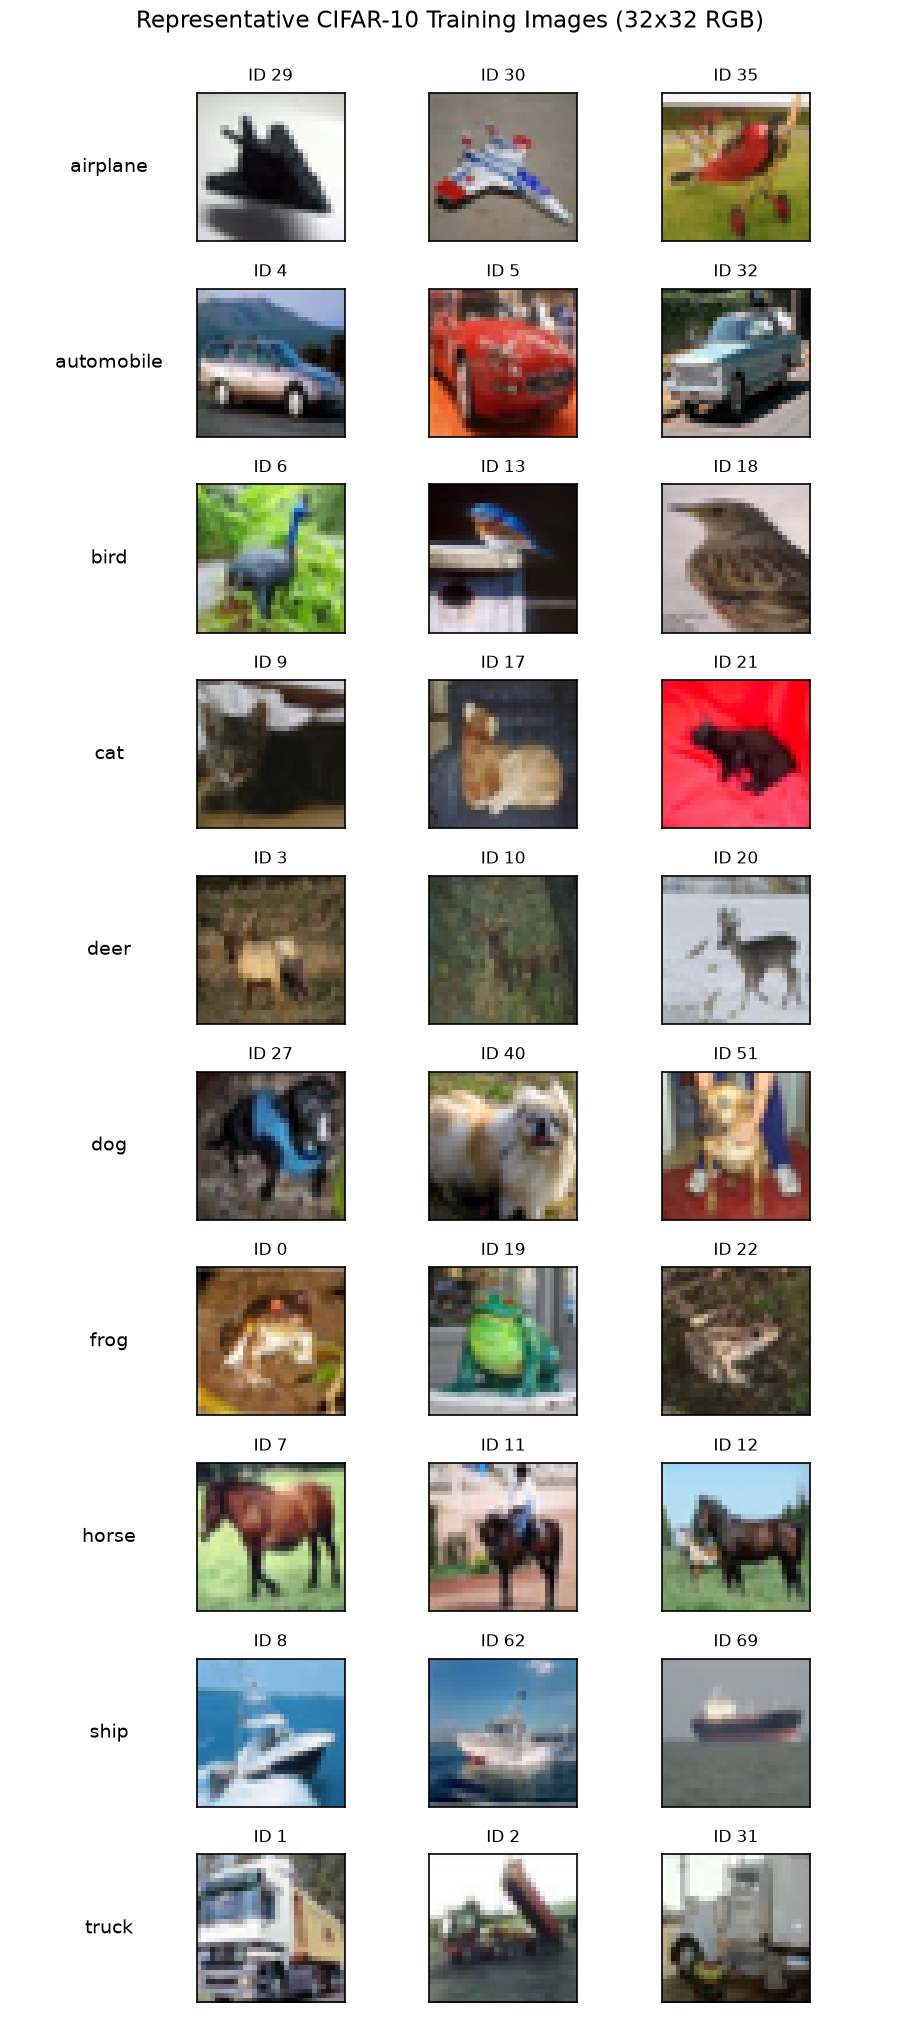 Representative CIFAR-10 Training Images (32x32 RGB)
ID 29 ID 30 ID 35
airplane
ID 4 ID 5 ID 32
automobile
ID 6 ID 13 ID 18
bird
ID 9 ID 17 ID 21
cat
ID 3 ID 10 ID 20
deer
ID 27 ID 40 ID 51
dog
ID 0 ID 19 ID 22
frog
ID 7 ID 11 ID 12
horse
ID 8 ID 62 ID 69
ship
ID 1 ID 2 ID 31
truck